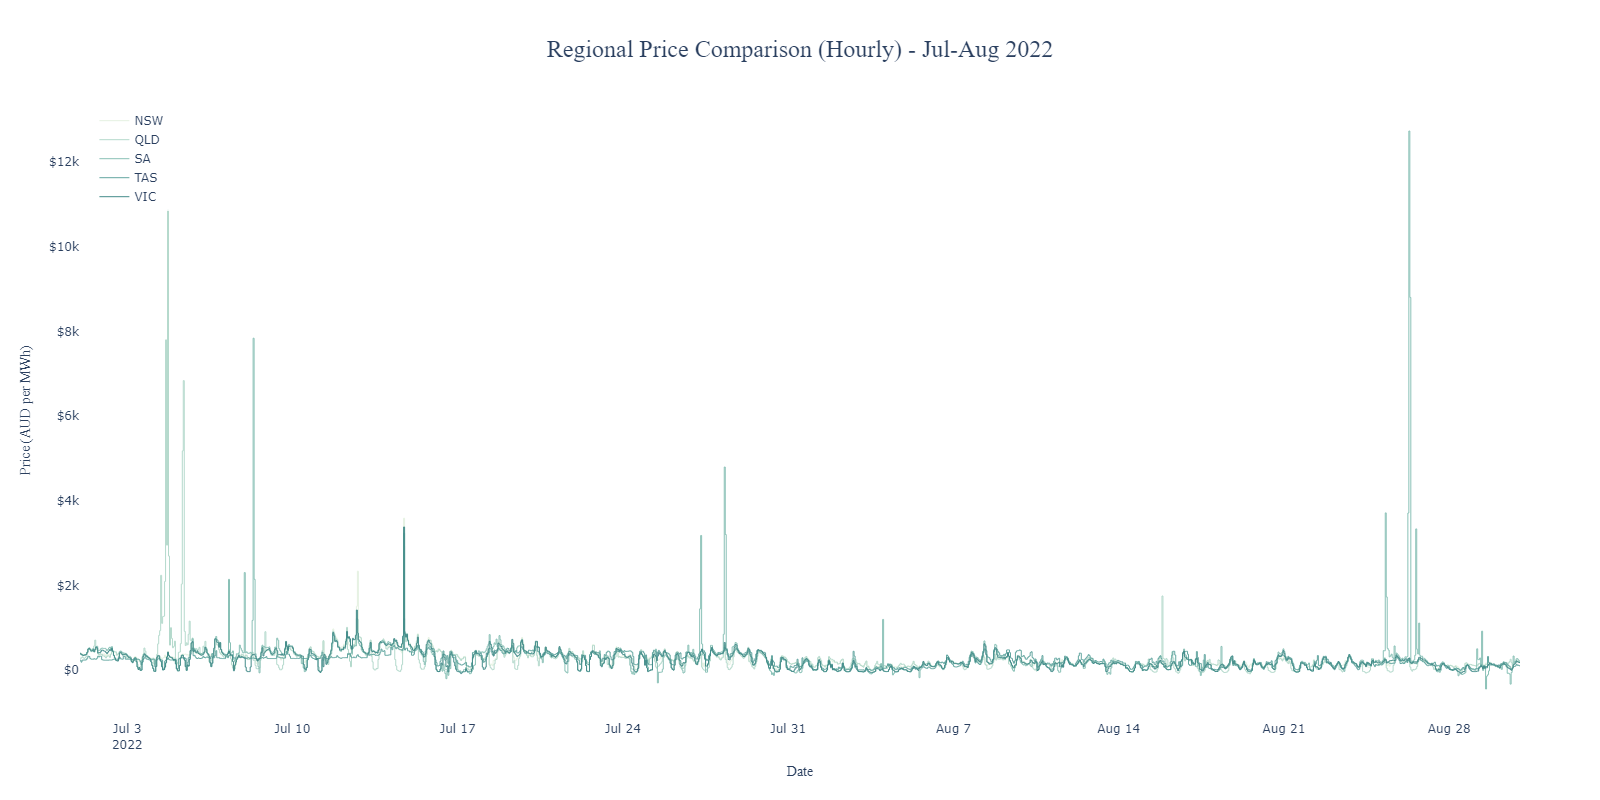 Regional Price Comparison (Hourly) - Jul-Aug 2022
NSW
QLD
SA
TAS
VIC
$12k
$10k
$8k
$6k
$4k
$2k
$0
Price (AUD per MWh)
Jul 3
2022
Jul 10
Jul 17
Jul 24
Jul 31
Aug 7
Aug 14
Aug 21
Aug 28
Date